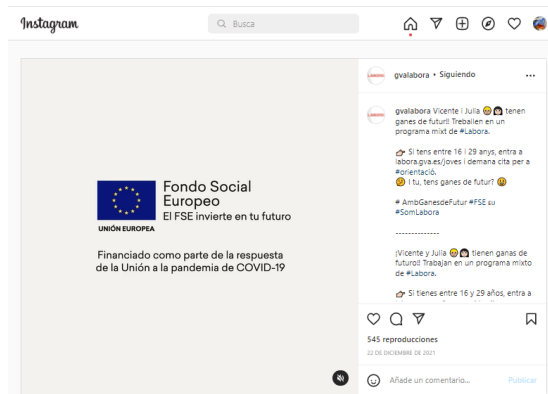 Instagram
Busca
Fondo Social
Europeo
El FSE invierte en tu futuro
UNIÓN EUROPEA
Financiado como parte de la respuesta
de la Unión a la pandemia de COVID-19
LABORA
gvalabora • Siguiendo
LABORA
gvalabora Vicente i Julia tenen
ganes de futur!! Treballen en un
programa mixt de #Labora.
Si tens entre 16 i 29 anys, entra a
labora.gva.es/joves i demana cita per a
#orientació.
I tu, tens ganes de futur?
# AmbGanesdeFutur #FSE su
#SomLabora
--------------
¡Vicente y Julia tienen ganas de
futuro!! Trabajan en un programa mixto
de #Labora.
Si tienes entre 16 y 29 años, entra a
545 reproducciones
22 DE DICIEMBRE DE 2021
Añade un comentario... Publicar